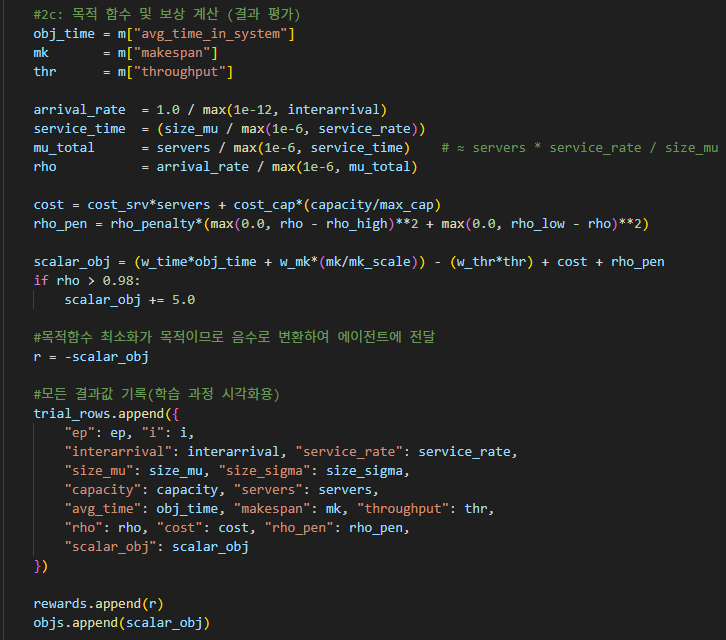 #2c: 목적 함수 및 보상 계산 (결과 평가)
obj_time = m["avg_time_in_system"]
mk       = m["makespan"]
thr      = m["throughput"]

arrival_rate  = 1.0 / max(1e-12, interarrival)
service_time  = (size_mu / max(1e-6, service_rate))
mu_total      = servers / max(1e-6, service_time)    # ≈ servers * service_rate / size_mu
rho           = arrival_rate / max(1e-6, mu_total)

cost = cost_srv*servers + cost_cap*(capacity/max_cap)
rho_pen = rho_penalty*(max(0.0, rho - rho_high)**2 + max(0.0, rho_low - rho)**2)

scalar_obj = (w_time*obj_time + w_mk*(mk/mk_scale)) - (w_thr*thr) + cost + rho_pen
if rho > 0.98:
    scalar_obj += 5.0

#목적함수 최소화가 목적이므로 음수로 변환하여 에이전트에 전달
r = -scalar_obj

#모든 결과값 기록(학습 과정 시각화용)
trial_rows.append({
    "ep": ep, "i": i,
    "interarrival": interarrival, "service_rate": service_rate,
    "size_mu": size_mu, "size_sigma": size_sigma,
    "capacity": capacity, "servers": servers,
    "avg_time": obj_time, "makespan": mk, "throughput": thr,
    "rho": rho, "cost": cost, "rho_pen": rho_pen,
    "scalar_obj": scalar_obj
})

rewards.append(r)
objs.append(scalar_obj)